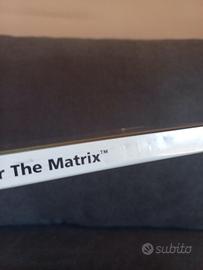 r The Matrix™
subito